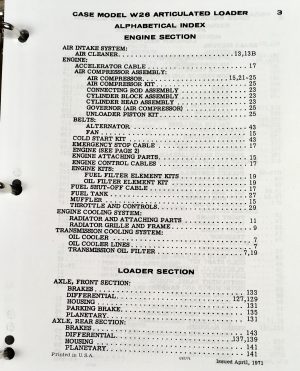 CASE MODEL W26 ARTICULATED LOADER 3
ALPHABETICAL INDEX
ENGINE SECTION
AIR INTAKE SYSTEM:
AIR CLEANER 13,13B
ENGINE:
ACCELERATOR CABLE 17
AIR COMPRESSOR ASSEMBLY:
AIR COMPRESSOR 15,21-25
AIR COMPRESSOR KIT 25
CONNECTING ROD ASSEMBLY 23
CYLINDER BLOCK ASSEMBLY 23
CYLINDER HEAD ASSEMBLY 23
GOVERNOR (AIR COMPRESSOR) 25
UNLOADER PISTON KIT 25
BELTS:
ALTERNATOR 43
FAN 15
COLD START KIT 45
EMERGENCY STOP CABLE 17
ENGINE (SEE PAGE 2)
ENGINE ATTACHING PARTS 15
ENGINE CONTROL CABLES 17
ENGINE KITS:
FUEL FILTER ELEMENT KITS 19
OIL FILTER ELEMENT KIT 19
FUEL SHUT-OFF CABLE 17
FUEL TANK 17
MUFFLER 15
THROTTLE AND CONTROLS 29
ENGINE COOLING SYSTEM:
RADIATOR AND ATTACHING PARTS 11
RADIATOR GRILLE AND FRAME 9
TRANSMISSION COOLING SYSTEM:
OIL COOLER 7
OIL COOLER LINES 7
TRANSMISSION OIL FILTER 7,19
LOADER SECTION
AXLE, FRONT SECTION:
BRAKES 133
DIFFERENTIAL 127,129
HOUSING 131
PARKING BRAKE 135
PLANETARY 131
AXLE, REAR SECTION:
BRAKES 143
DIFFERENTIAL 137,139
HOUSING 141
PLANETARY 141
Printed in U.S.A. Issued April, 1971